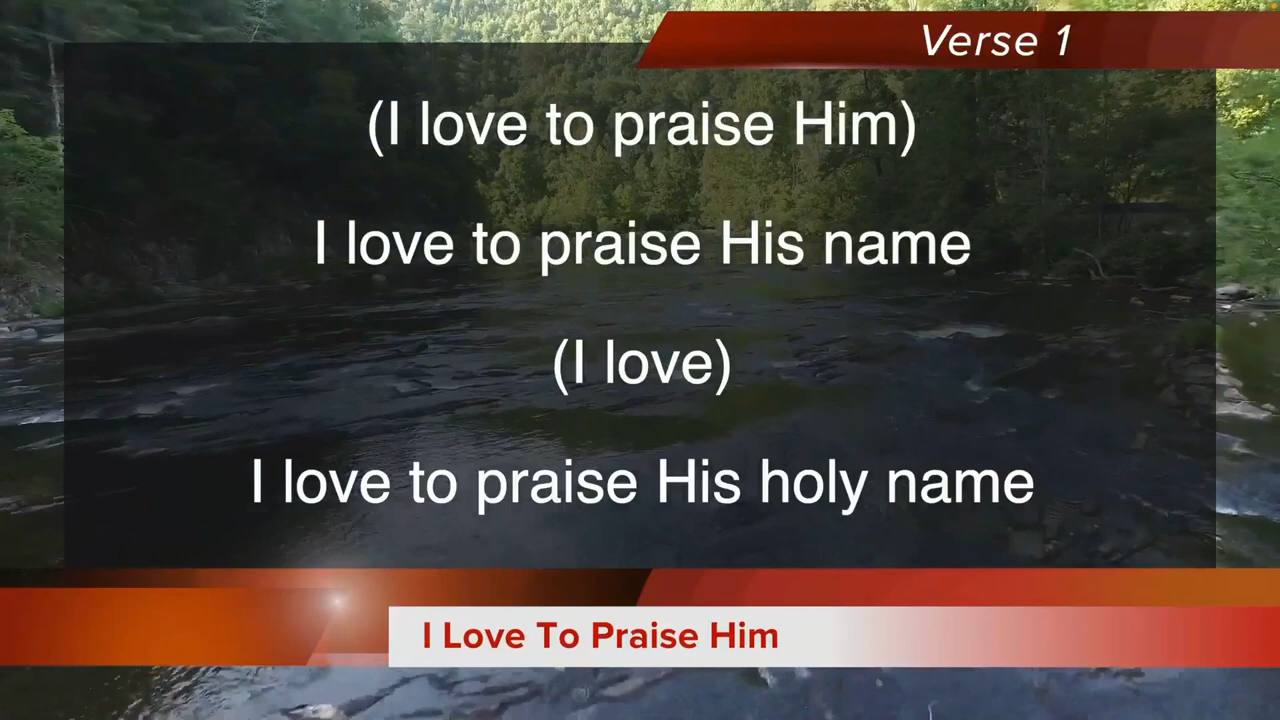 Verse 1
(I love to praise Him)
I love to praise His name
(I love)
I love to praise His holy name
I Love To Praise Him